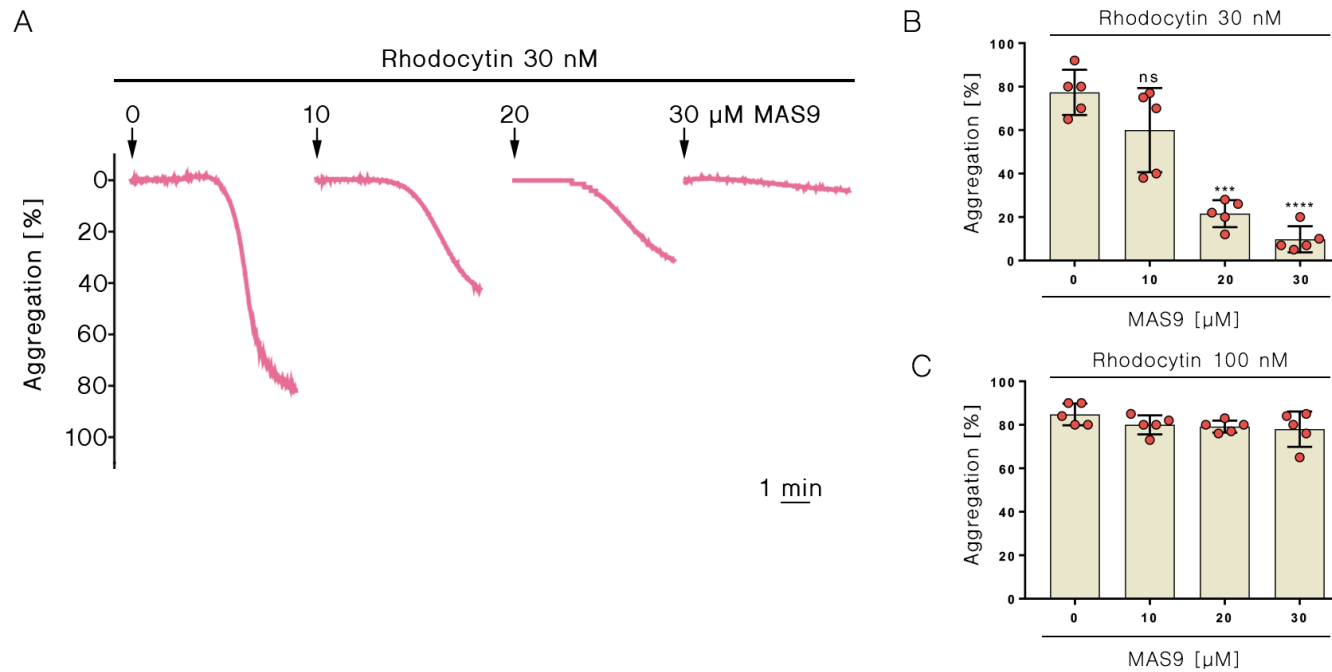 A
Rhodocytin 30 nM
0 10 20 30 µM MAS9
Aggregation [%]
0
20
40
60
80
100
1 min
B
Rhodocytin 30 nM
Aggregation [%]
100
80
60
40
20
0
ns
***
****
0 10 20 30
MAS9 [µM]
C
Rhodocytin 100 nM
Aggregation [%]
100
80
60
40
20
0
0 10 20 30
MAS9 [µM]